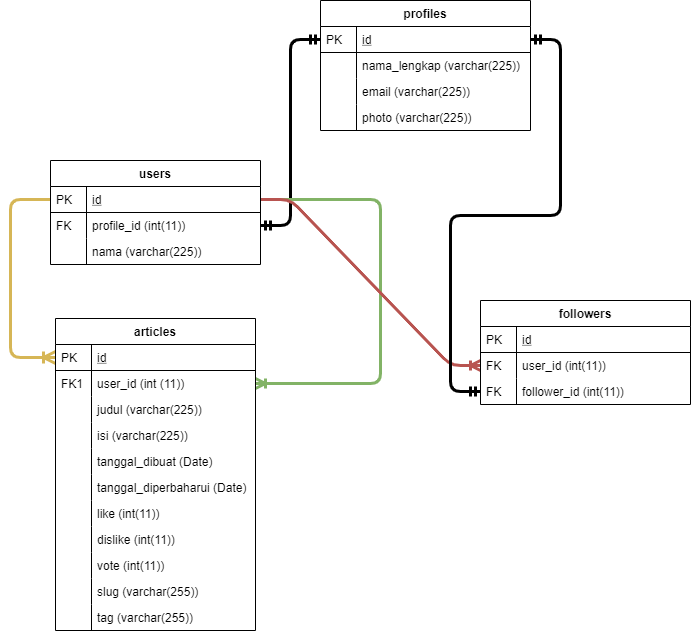 profiles
PK id
nama_lengkap (varchar(225))
email (varchar(225))
photo (varchar(225))
users
PK id
FK profile_id (int(11))
nama (varchar(225))
articles
PK id
FK1 user_id (int (11))
judul (varchar(225))
isi (varchar(225))
tanggal_dibuat (Date)
tanggal_diperbaharui (Date)
like (int(11))
dislike (int(11))
vote (int(11))
slug (varchar(255))
tag (varchar(255))
followers
PK id
FK user_id (int(11))
FK follower_id (int(11))